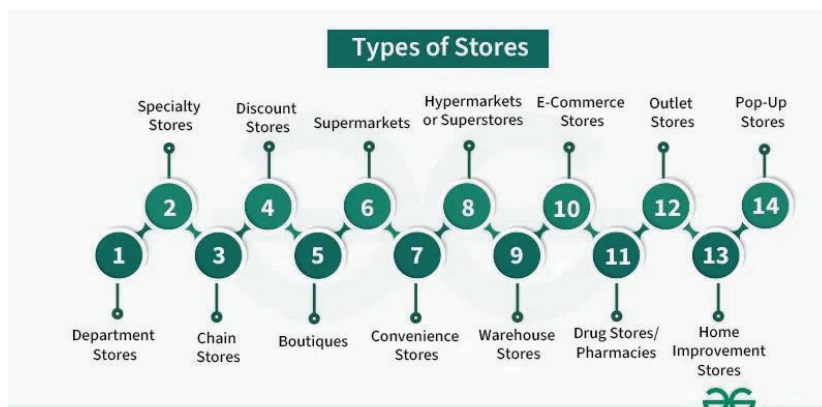 Types of Stores
Specialty
Stores
Discount
Stores
Supermarkets
Hypermarkets
or Superstores
E-Commerce
Stores
Outlet
Stores
Pop-Up
Stores
2
4
6
8
10
12
14
1
3
5
7
9
11
13
Department
Stores
Chain
Stores
Boutiques
Convenience
Stores
Warehouse
Stores
Drug Stores/
Pharmacies
Home
Improvement
Stores